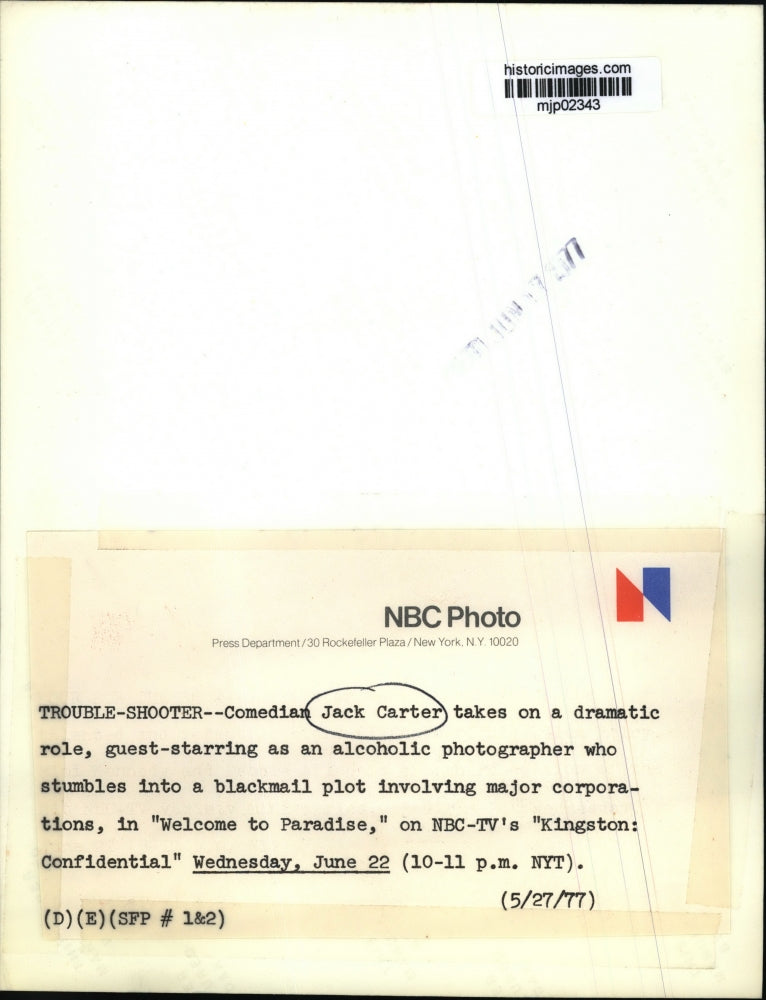 historicimages.com
mjp02343
NBC Photo
Press Department / 30 Rockefeller Plaza / New York, N.Y. 10020
TROUBLE-SHOOTER--Comedian Jack Carter takes on a dramatic
role, guest-starring as an alcoholic photographer who
stumbles into a blackmail plot involving major corpora-
tions, in "Welcome to Paradise," on NBC-TV's "Kingston:
Confidential" Wednesday, June 22 (10-11 p.m. NYT).
(5/27/77)
(D)(E)(SFP # 1&2)